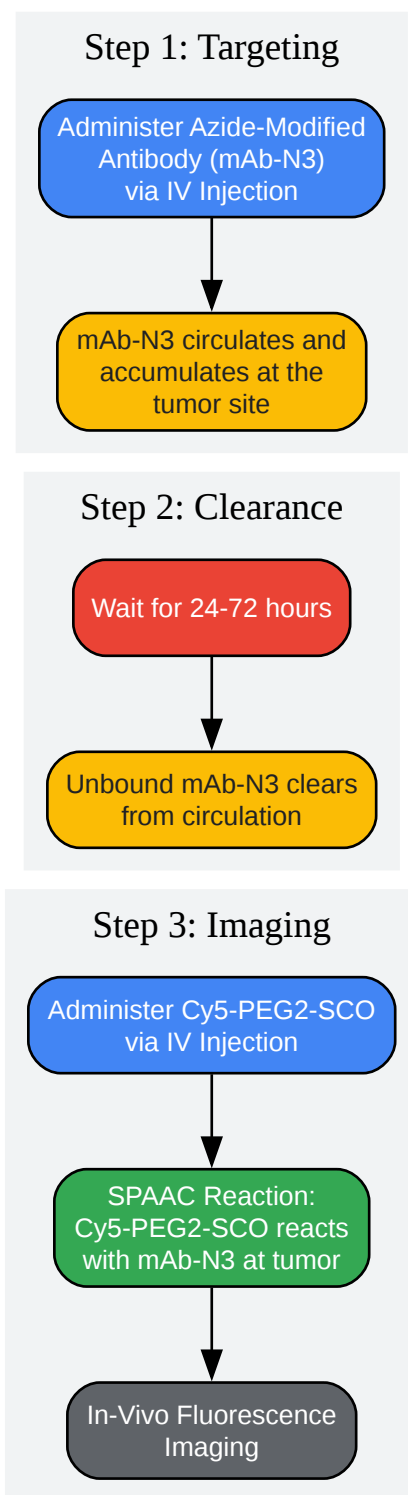 Step 1: Targeting
Administer Azide-Modified
Antibody (mAb-N3)
via IV Injection
mAb-N3 circulates and
accumulates at the
tumor site
Step 2: Clearance
Wait for 24-72 hours
Unbound mAb-N3 clears
from circulation
Step 3: Imaging
Administer Cy5-PEG2-SCO
via IV Injection
SPAAC Reaction:
Cy5-PEG2-SCO reacts
with mAb-N3 at tumor
In-Vivo Fluorescence
Imaging